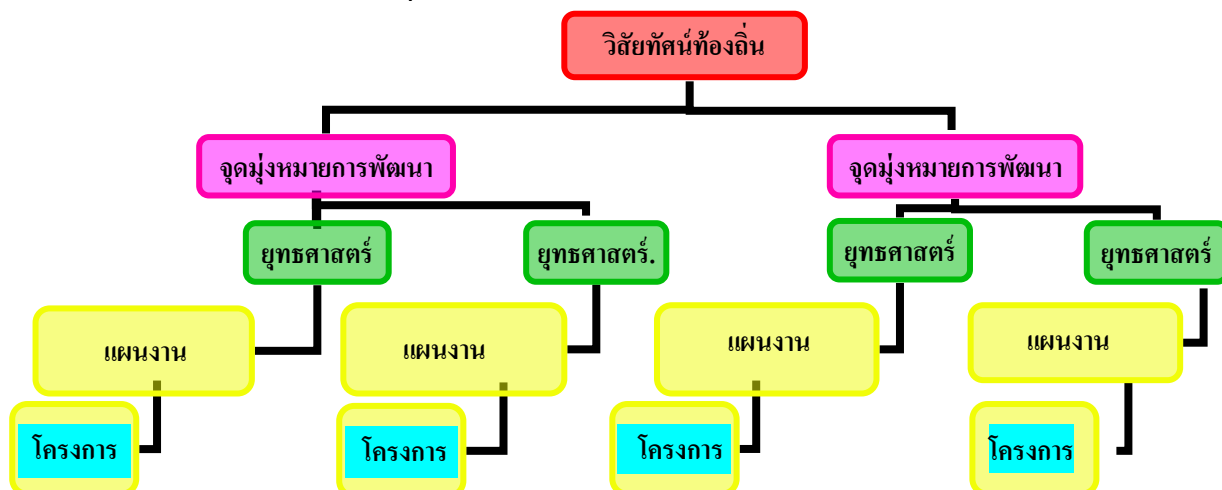 วิสัยทัศน์ท้องถิ่น
จุดมุ่งหมายการพัฒนา
จุดมุ่งหมายการพัฒนา
ยุทธศาสตร์
ยุทธศาสตร์.
ยุทธศาสตร์
ยุทธศาสตร์
แผนงาน
แผนงาน
แผนงาน
แผนงาน
โครงการ
โครงการ
โครงการ
โครงการ